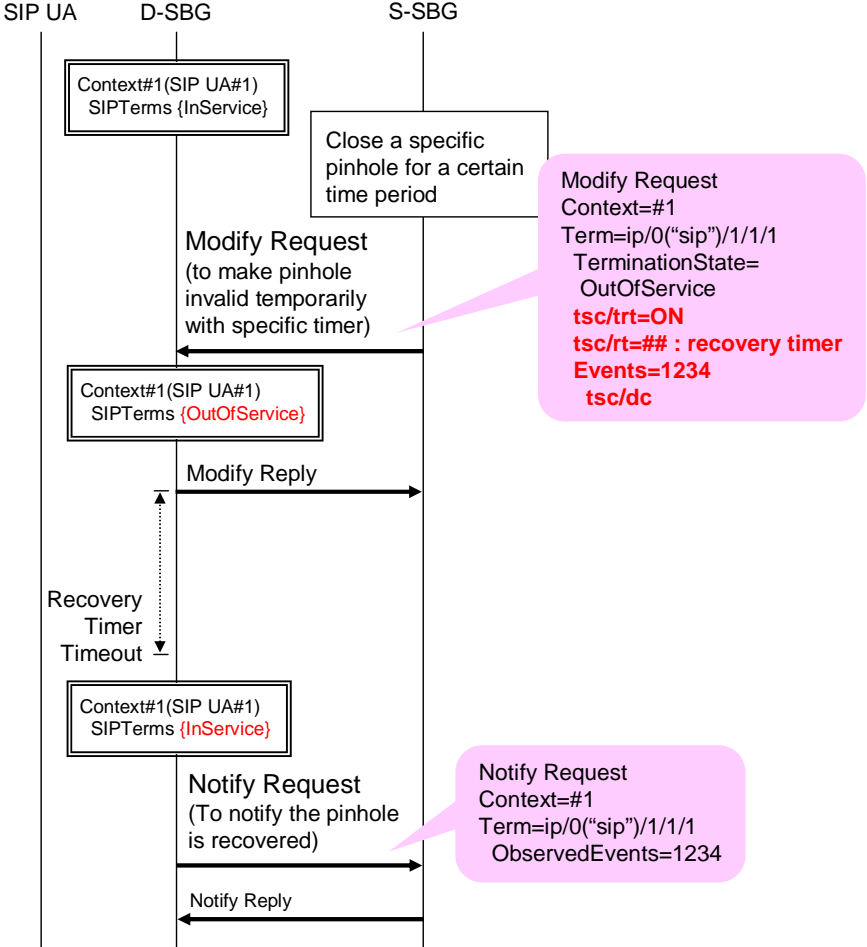 SIP UA
D-SBG
S-SBG
Context#1(SIP UA#1)
SIPTerms {InService}
Close a specific
pinhole for a certain
time period
Modify Request
Context=#1
Term=ip/0(“sip”)/1/1/1
TerminationState=
OutOfService
tsc/trt=ON
tsc/rt=## : recovery timer
Events=1234
tsc/dc
Modify Request
(to make pinhole
invalid temporarily
with specific timer)
Context#1(SIP UA#1)
SIPTerms {OutOfService}
Modify Reply
Recovery
Timer
Timeout
Context#1(SIP UA#1)
SIPTerms {InService}
Notify Request
(To notify the pinhole
is recovered)
Notify Request
Context=#1
Term=ip/0(“sip”)/1/1/1
ObservedEvents=1234
Notify Reply